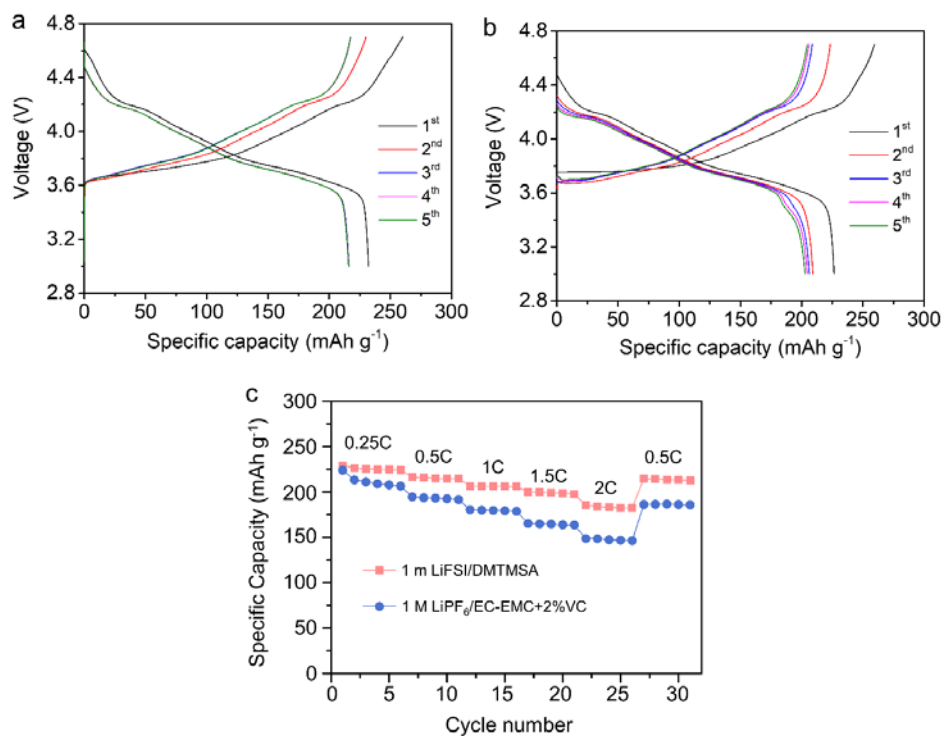 a
4.8
4.4
4.0
3.6
3.2
2.8
Voltage (V)
1st
2nd
3rd
4th
5th
0 50 100 150 200 250 300
Specific capacity (mAh g-1)
b
4.8
4.4
4.0
3.6
3.2
2.8
Voltage (V)
1st
2nd
3rd
4th
5th
0 50 100 150 200 250 300
Specific capacity (mAh g-1)
c
300
250
200
150
100
50
0
Specific Capacity (mAh g-1)
0.25C
0.5C
1C
1.5C
2C
0.5C
1 m LiFSI/DMTMSA
1 M LiPF6/EC-EMC+2%VC
0 5 10 15 20 25 30
Cycle number